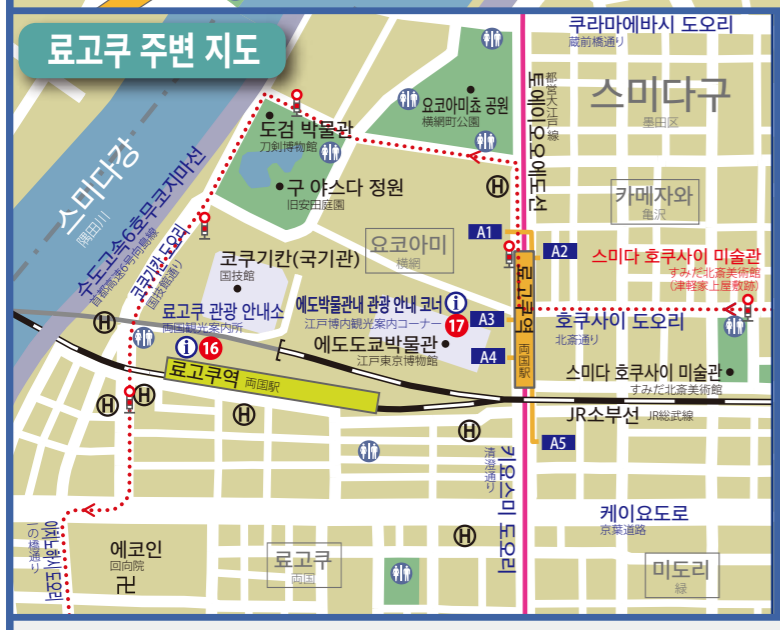 료고쿠 주변 지도
쿠라마에바시 도오리
蔵前橋通り
스미다구
墨田区
都営大江戸線
토에이오오에도선
요코아미쵸 공원
横網町公園
도검 박물관
刀剣博物館
구 야스다 정원
旧安田庭園
스미다강
隅田川
수도고속6호무코지마선
首都高速6号向島線
코쿠기칸 도오리
国技館通り
카메자와
亀沢
요코아미
横網
A1
A2
코쿠기칸(국기관)
国技館
스미다 호쿠사이 미술관
すみだ北斎美術館
(津軽家上屋敷跡)
료고쿠 관광 안내소
両国観光案内所
i 16
에도박물관내 관광 안내 코너 i
江戸博内観光案内コーナー 17
A3
에도도쿄박물관
江戸東京博物館
A4
료고쿠역
両国駅
호쿠사이 도오리
北斎通り
스미다 호쿠사이 미술관
すみだ北斎美術館
료고쿠역 両国駅
JR소부선 JR総武線
A5
키요스미 도오리
清澄通り
케이요도로
京葉道路
이치노하시 도오리
一の橋通り
에코인
回向院
卍
료고쿠
両国
미도리
緑
H
H
H
H
H
H
H